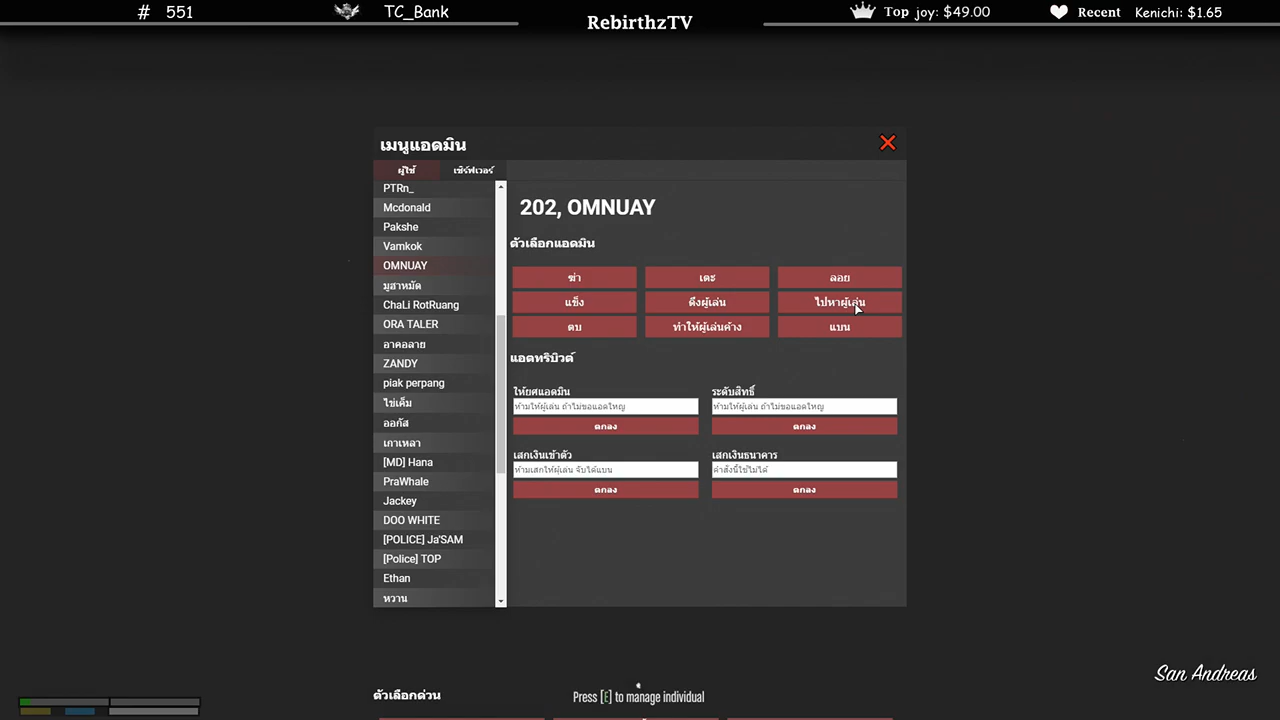 # 551
TC_Bank
RebirthzTV
Top joy: $49.00
Recent Kenichi: $1.65
เมนูแอดมิน
ผู้ใช้ เซิร์ฟเวอร์
PTRn_
Mcdonald
Pakshe
Vamkok
OMNUAY
มูฮาหมัด
ChaLi RotRuang
ORA TALER
อาคอลาย
ZANDY
piak perpang
ไข่เค็ม
ออกัส
เกาเหลา
[MD] Hana
PraWhale
Jackey
DOO WHITE
[POLICE] Ja'SAM
[Police] TOP
Ethan
หวาน
202, OMNUAY
ตัวเลือกแอดมิน
ฆ่า เตะ ลอย
แข็ง ดึงผู้เล่น ไปหาผู้เล่น
ตบ ทำให้ผู้เล่นค้าง แบน
แอตทริบิวต์
ให้ยศแอดมิน ระดับสิทธิ์
ห้ามให้ผู้เล่น ถ้าไม่ขอแอดใหญ่ ห้ามให้ผู้เล่น ถ้าไม่ขอแอดใหญ่
ตกลง ตกลง
เสกเงินเข้าตัว เสกเงินธนาคาร
ห้ามเสกให้ผู้เล่น จับได้แบน คำสั่งนี้ใช้ไม่ได้
ตกลง ตกลง
San Andreas
ตัวเลือกด่วน
Press [E] to manage individual